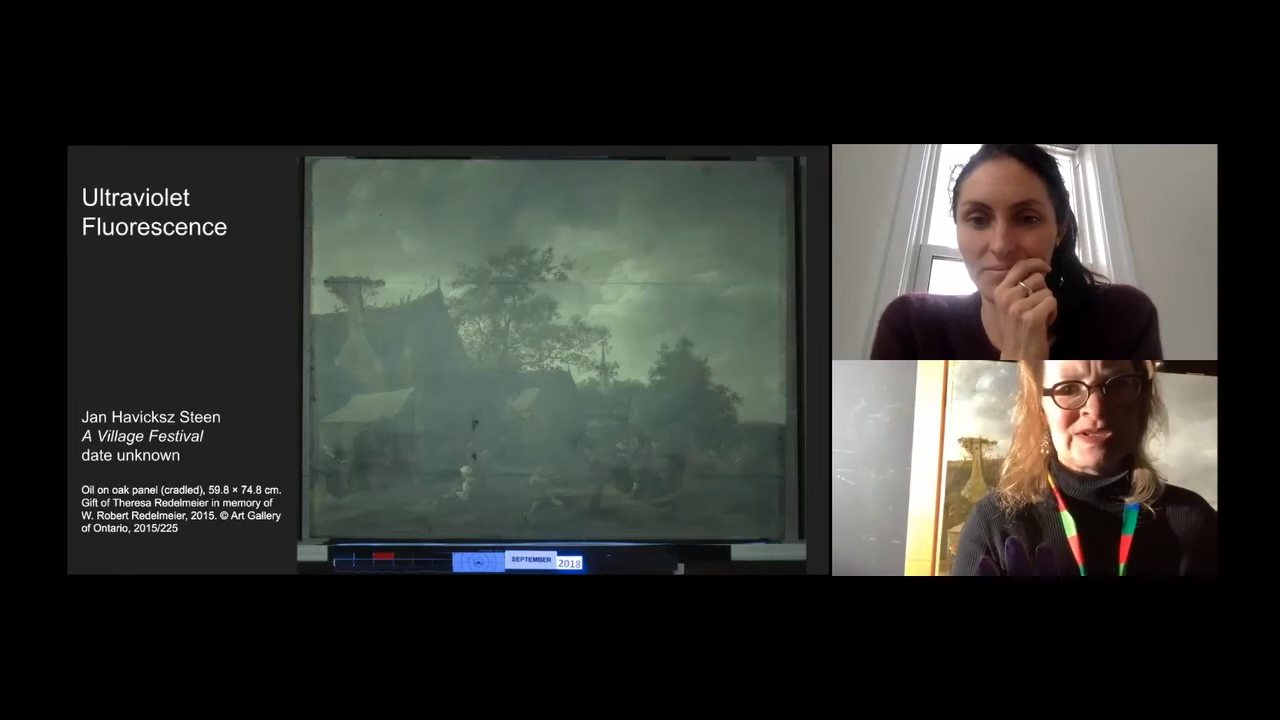 Ultraviolet
Fluorescence
Jan Havicksz Steen
A Village Festival
date unknown
Oil on oak panel (cradled), 59.8 × 74.8 cm.
Gift of Theresa Redelmeier in memory of
W. Robert Redelmeier, 2015. © Art Gallery
of Ontario, 2015/225
SEPTEMBER 2018